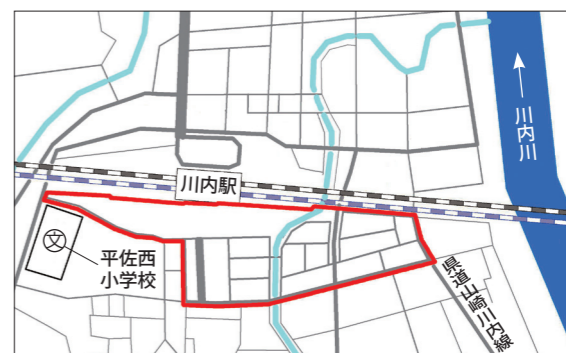 川内駅
川内川
文
平佐西
小学校
県道山崎川内線